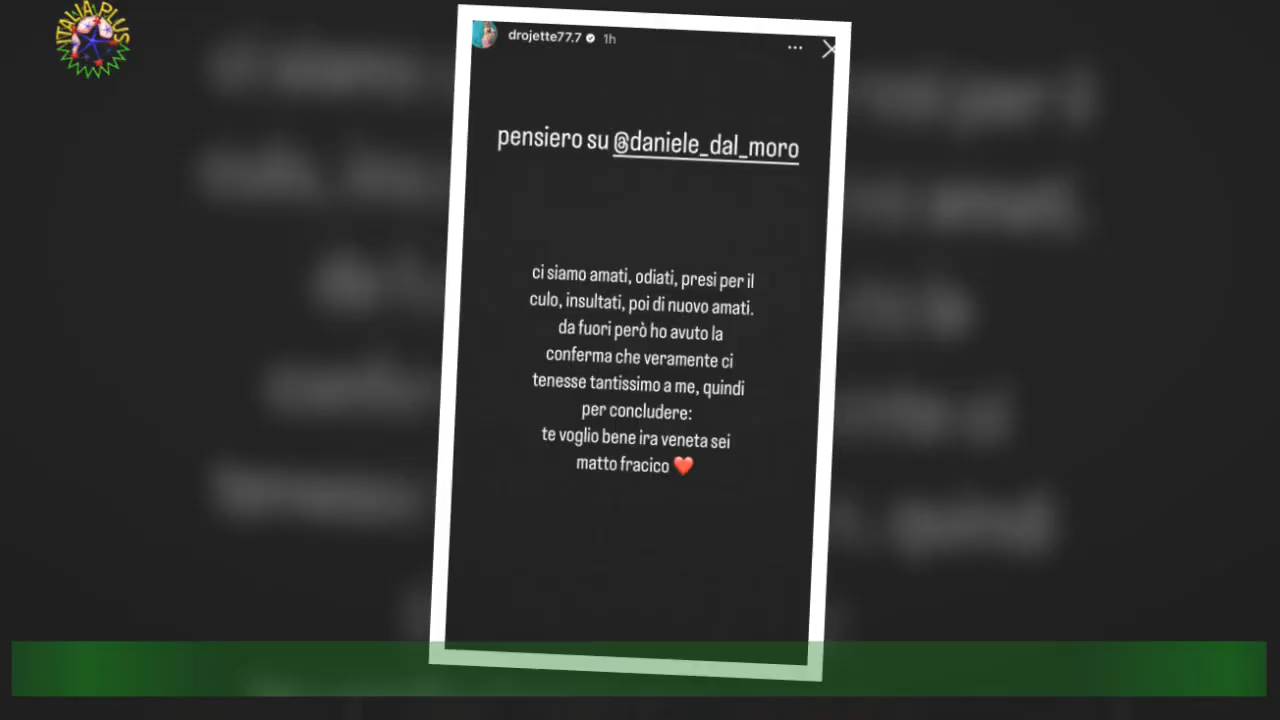 ITALIA PLUS
drojette77.7 1h
pensiero su @daniele_dal_moro
ci siamo amati, odiati, presi per il
culo, insultati, poi di nuovo amati.
da fuori però ho avuto la
conferma che veramente ci
tenesse tantissimo a me, quindi
per concludere:
te voglio bene ira veneta sei
matto fracico ❤️